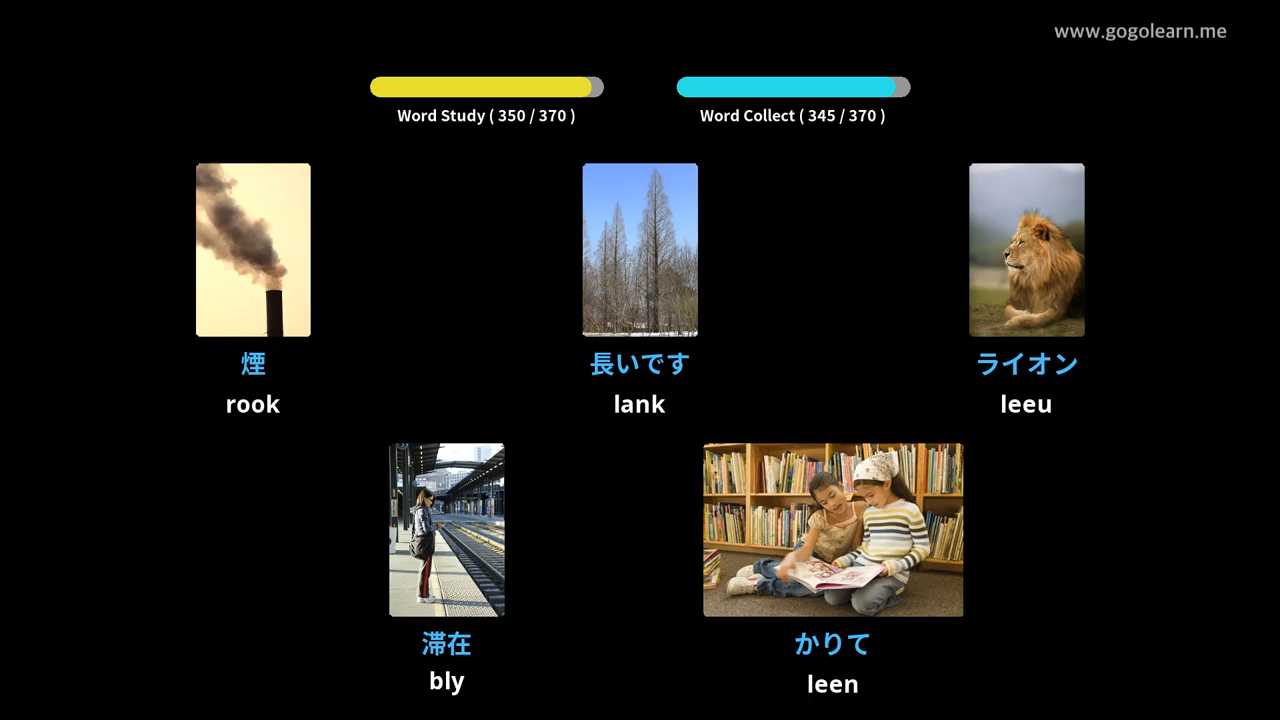 www.gogolearn.me
Word Study ( 350 / 370 )
Word Collect ( 345 / 370 )
煙
長いです
ライオン
rook
lank
leeu
滞在
かりて
bly
leen